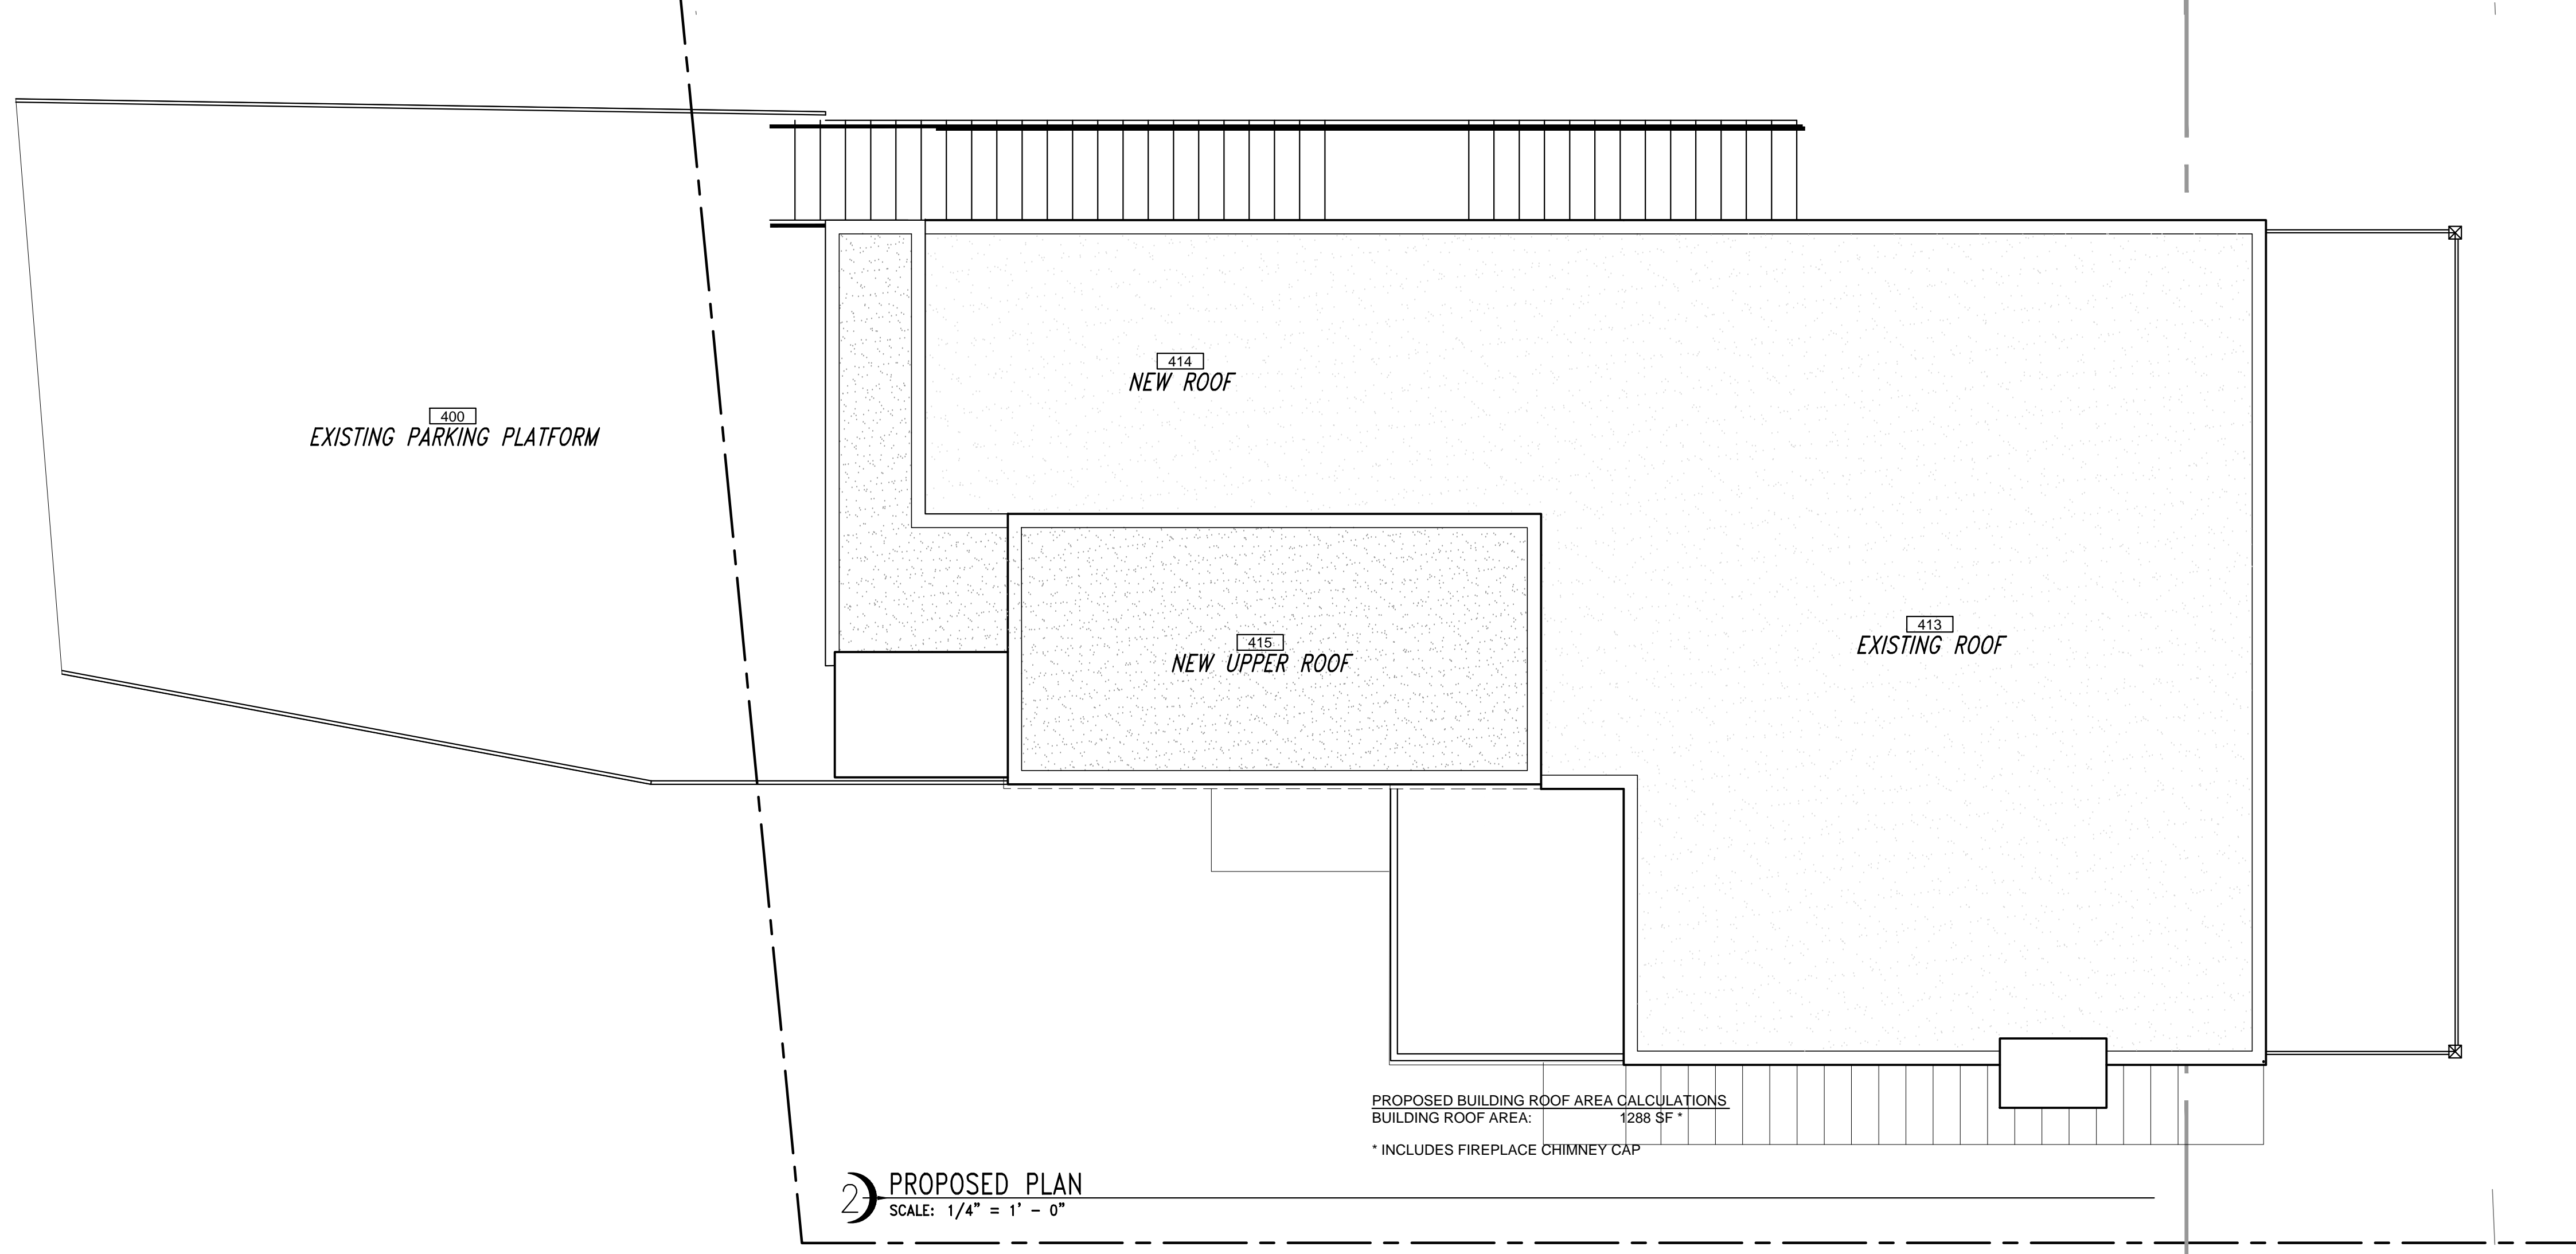 414
NEW ROOF
400
EXISTING PARKING PLATFORM
413
EXISTING ROOF
415
NEW UPPER ROOF
PROPOSED BUILDING ROOF AREA CALCULATIONS
BUILDING ROOF AREA: 1288 SF *
* INCLUDES FIREPLACE CHIMNEY CAP
2 PROPOSED PLAN
SCALE: 1/4" = 1' - 0"